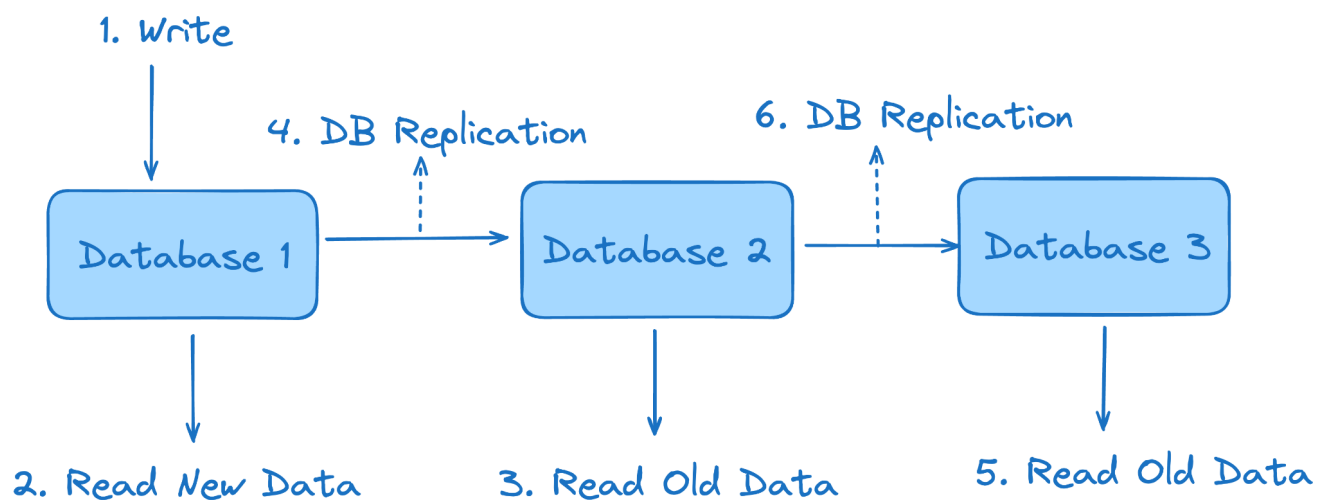 1. Write
4. DB Replication
6. DB Replication
Database 1
Database 2
Database 3
2. Read New Data
3. Read Old Data
5. Read Old Data